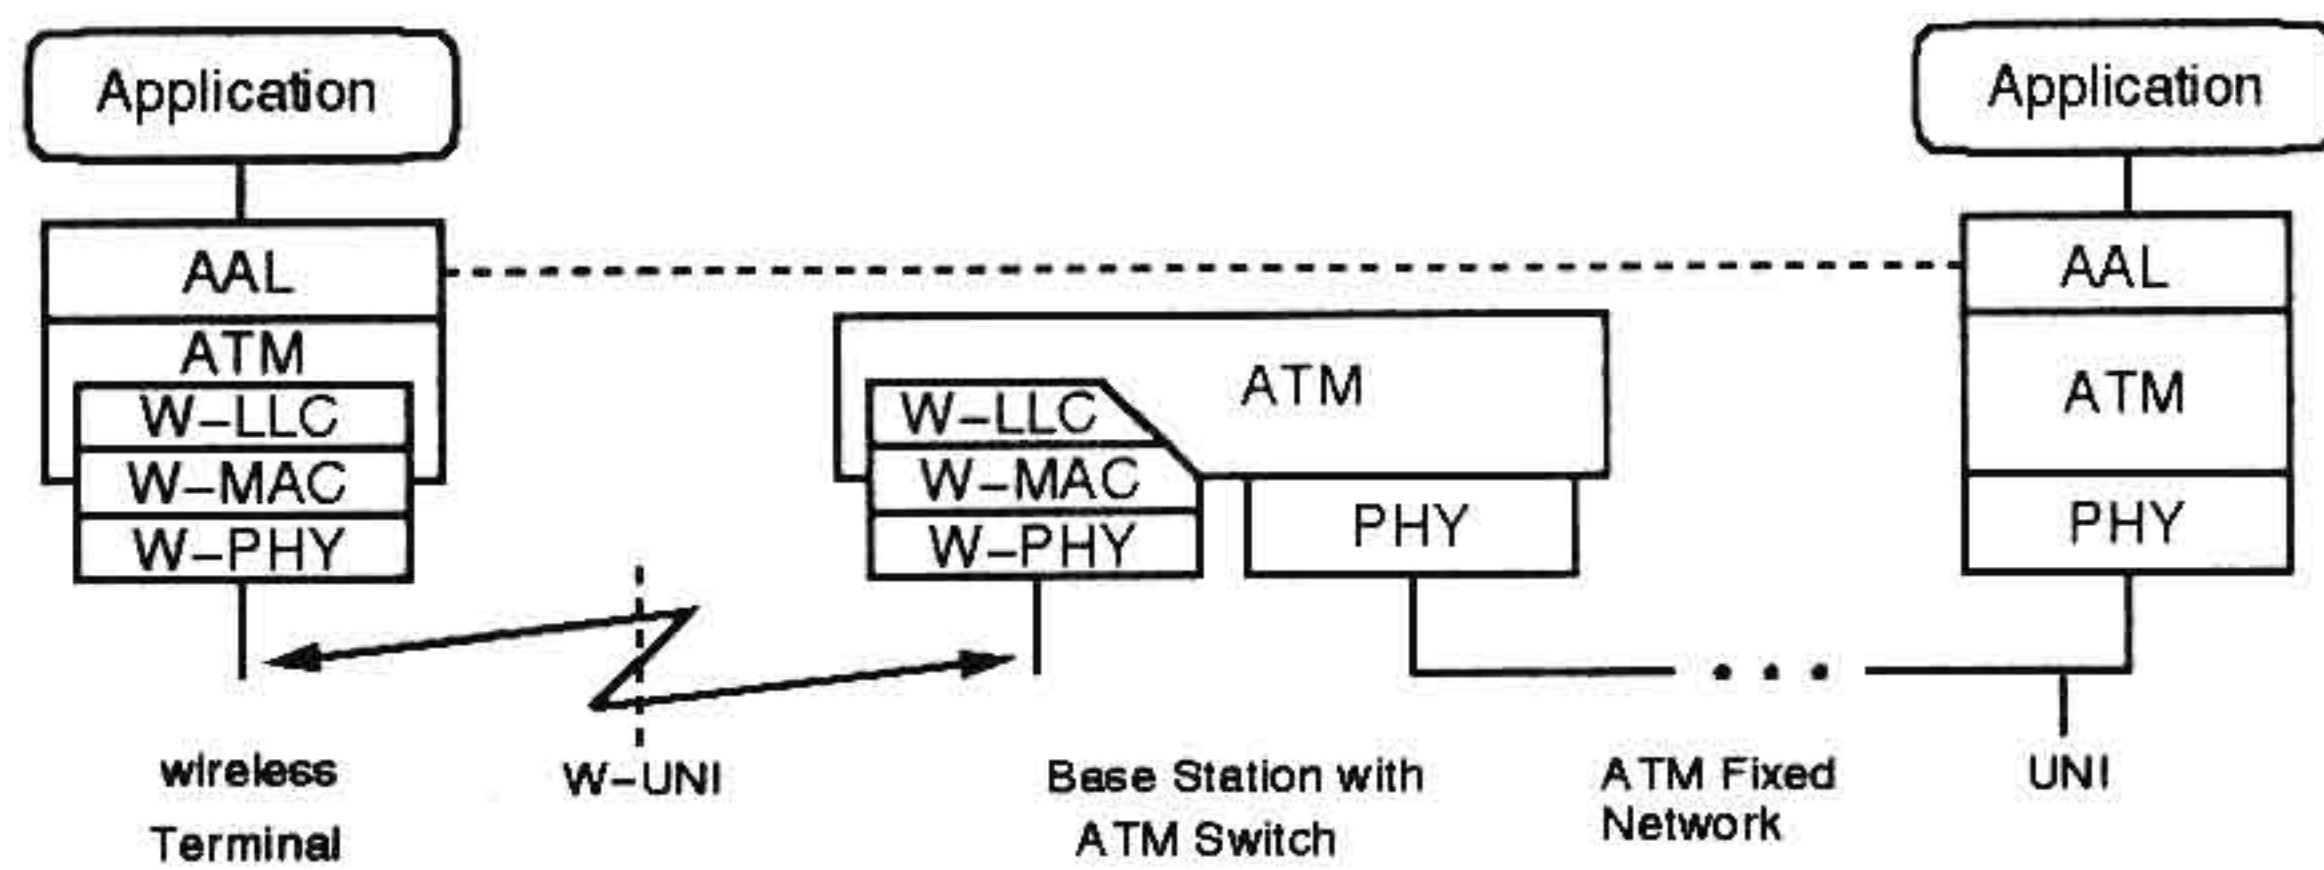 Application
Application
AAL
AAL
ATM
ATM
ATM
W–LLC
W–LLC
W–MAC
W–MAC
W–PHY
W–PHY
PHY
PHY
wireless
Terminal
W–UNI
Base Station with
ATM Switch
ATM Fixed
Network
UNI